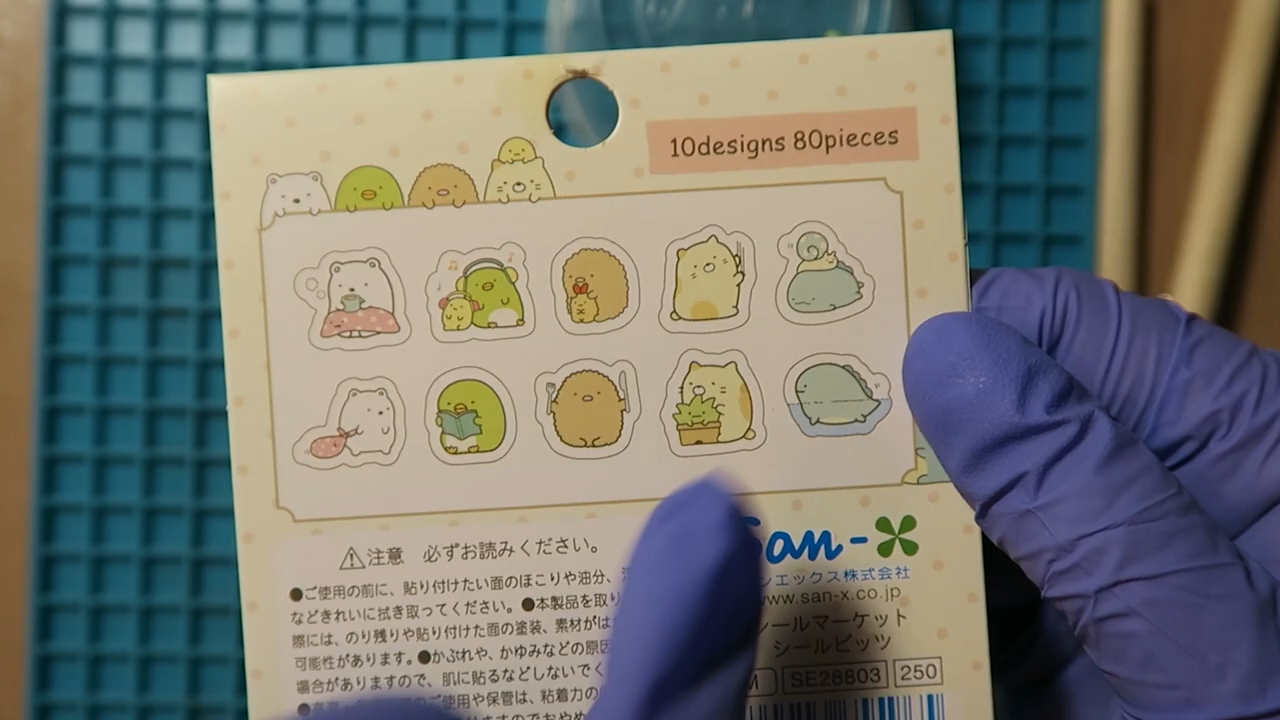 10designs 80pieces
注意 必ずお読みください。
San-
●ご使用の前に、貼り付けたい面のほこりや油分、
エックス株式会社
などきれいに拭き取ってください。●本製品を取り
www.san-x.co.jp
際には、のり残りや貼り付けた面の塗装、素材がは
シールマーケット
可能性があります。●かぶれや、かゆみなどの原因
シールビッツ
場合がありますので、肌に貼るなどしないでく
M SE28803 250
ご使用や保管は、粘着力の